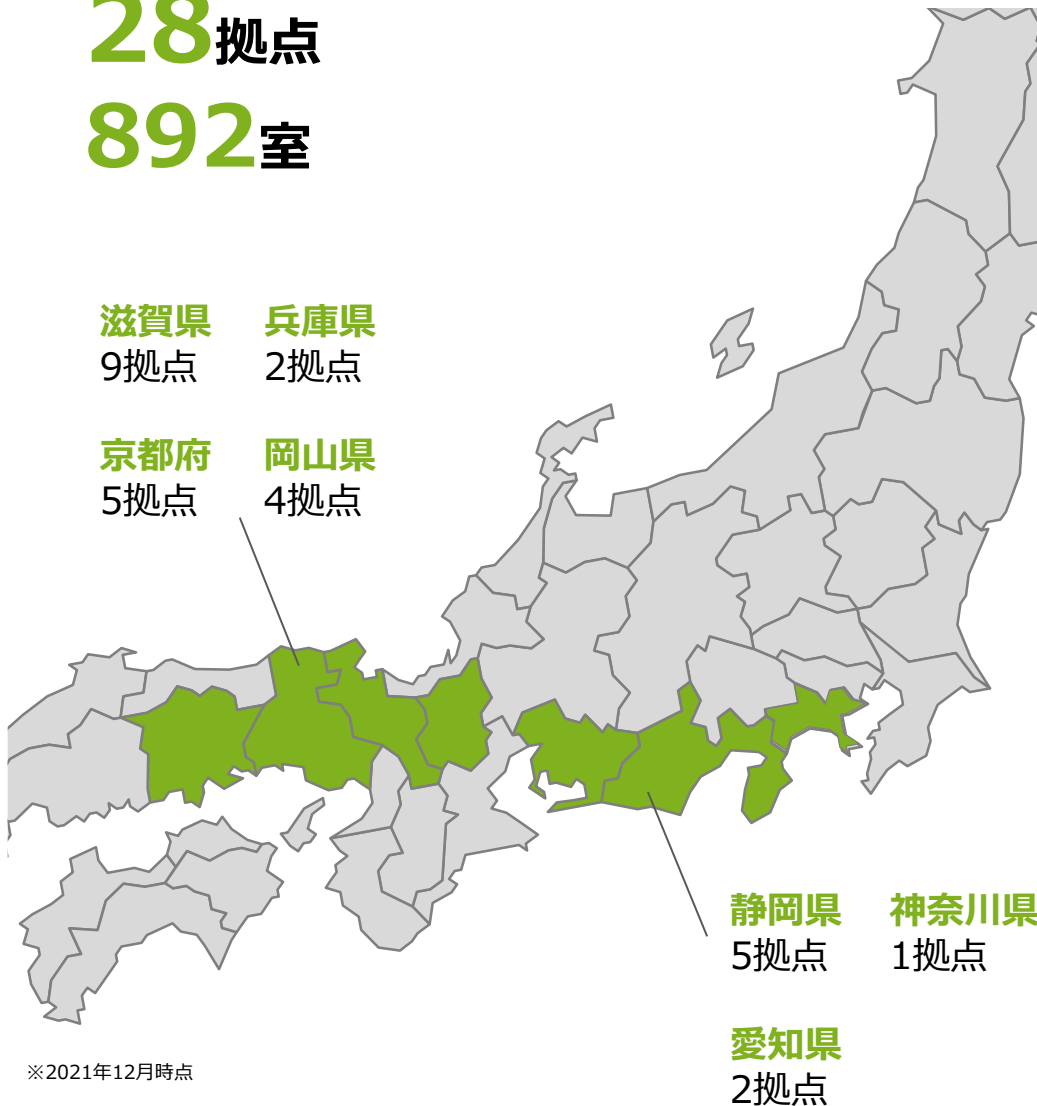 28拠点
892室
滋賀県 兵庫県
9拠点 2拠点
京都府 岡山県
5拠点 4拠点
静岡県 神奈川県
5拠点 1拠点
愛知県
2拠点
※2021年12月時点